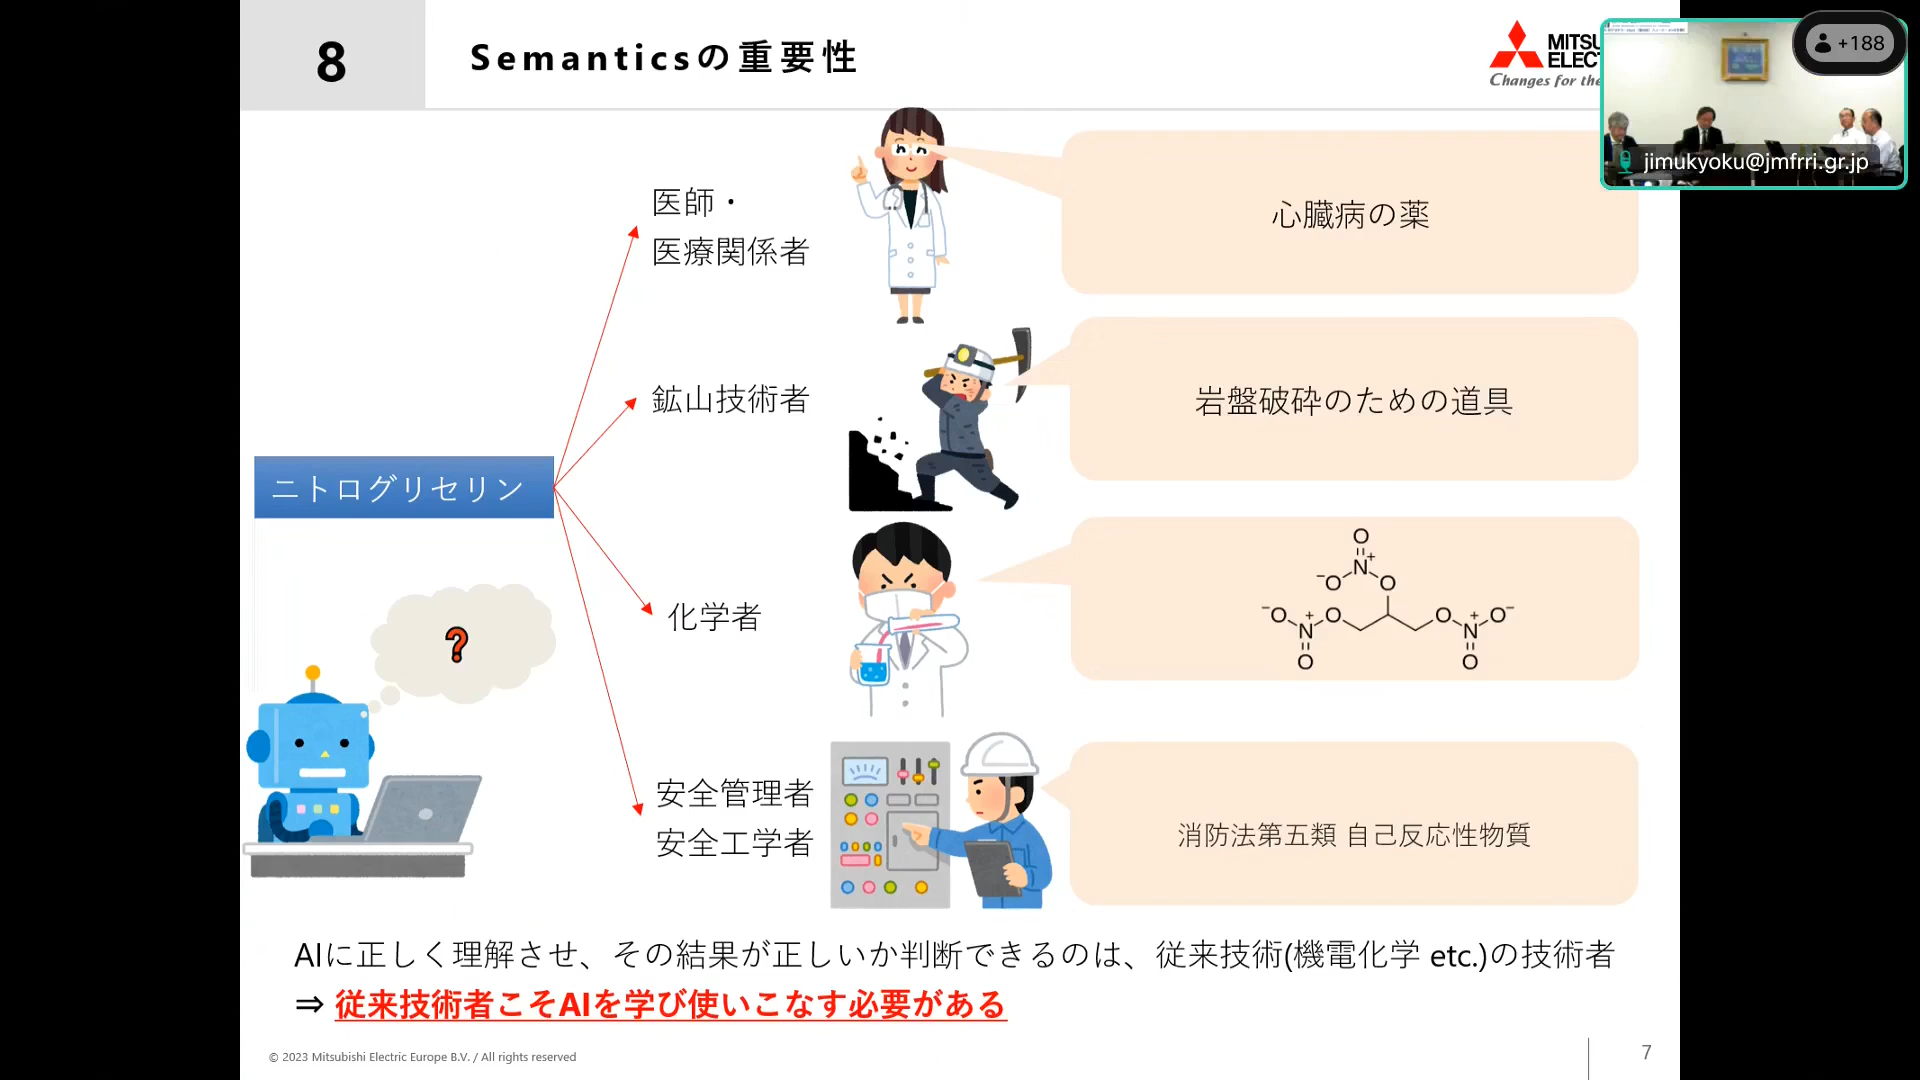 8
Semanticsの重要性
MITSU
ELEC
Changes for the
+188
jimukyoku@jmfrri.gr.jp
医師・
医療関係者
心臓病の薬
鉱山技術者
岩盤破砕のための道具
ニトログリセリン
?
化学者
O
N+
-O
O
-O
N+
O
O
N+
O-
O
O
安全管理者
安全工学者
消防法第五類 自己反応性物質
AIに正しく理解させ、その結果が正しいか判断できるのは、従来技術(機電化学 etc.)の技術者
⇒ 従来技術者こそAIを学び使いこなす必要がある
© 2023 Mitsubishi Electric Europe B.V. / All rights reserved
7